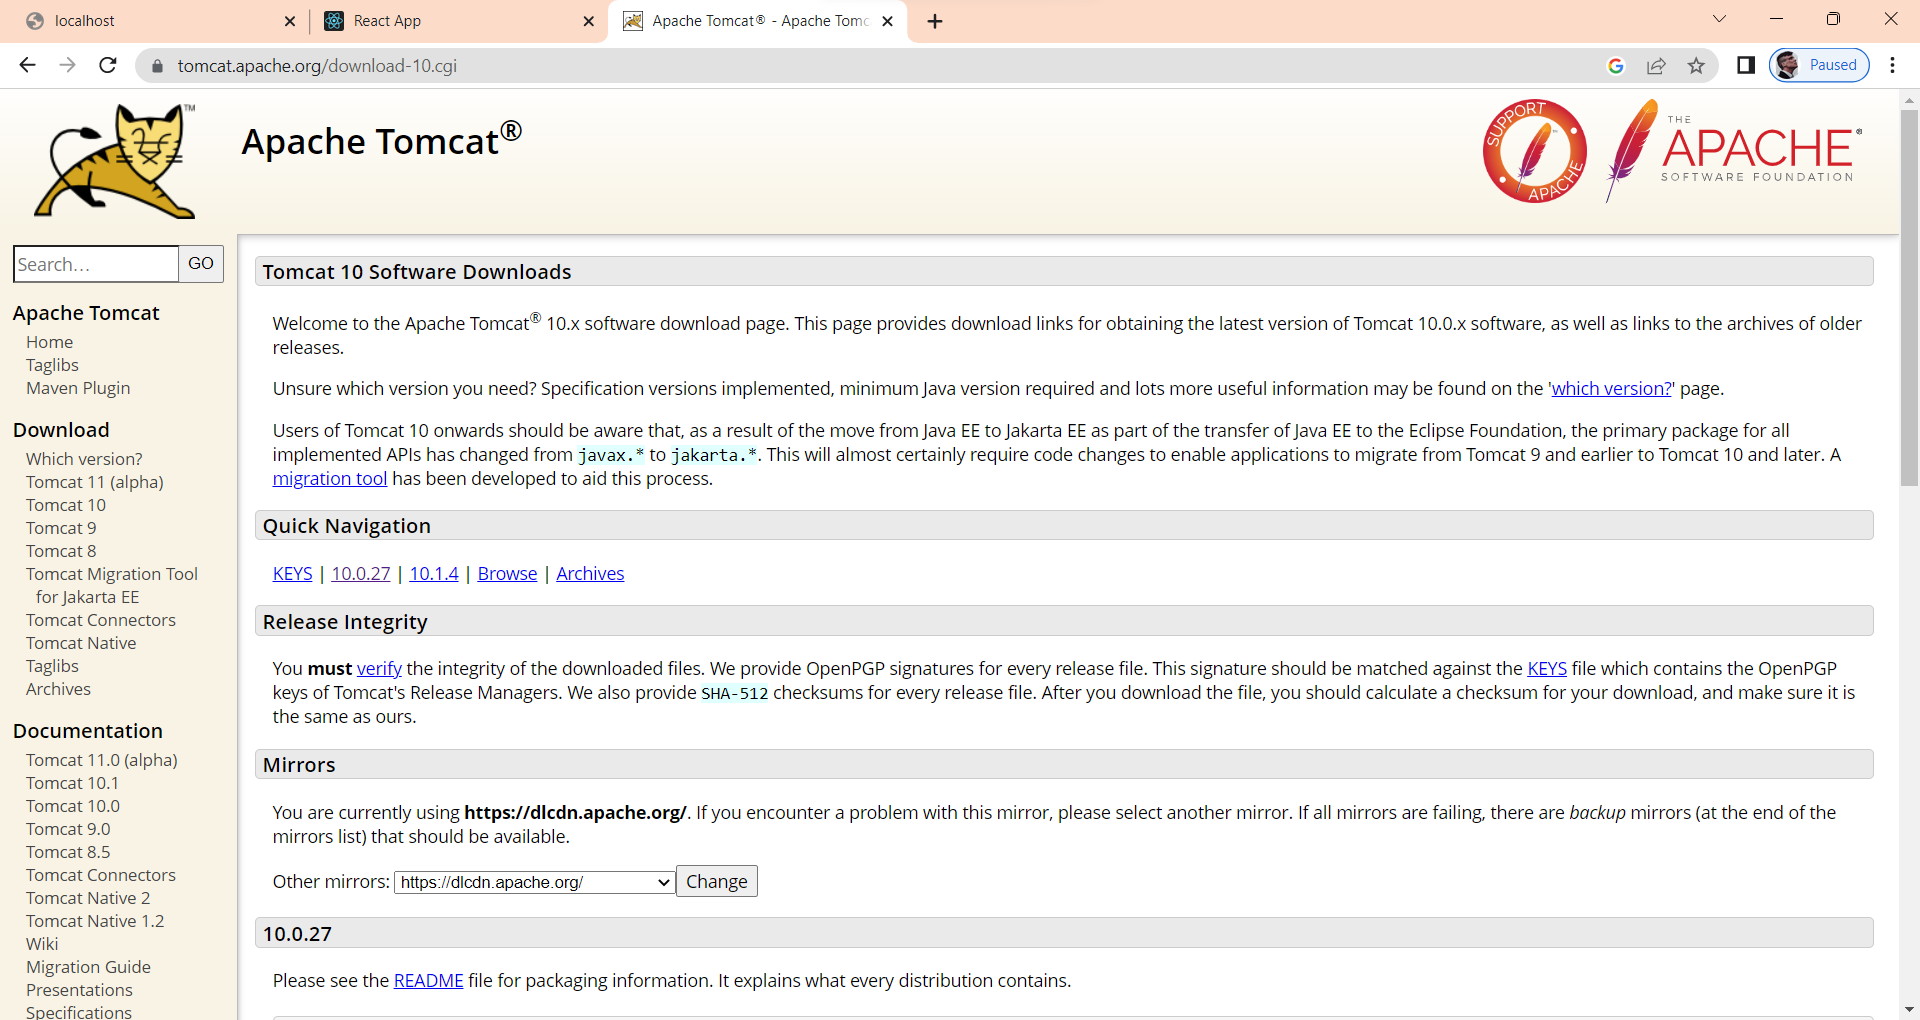 localhost
React App
Apache Tomcat® - Apache Tomc
tomcat.apache.org/download-10.cgi
Paused
TM
Apache Tomcat®
SUPPORT APACHE
THE
APACHE®
SOFTWARE FOUNDATION
Search…
GO
Apache Tomcat
Home
Taglibs
Maven Plugin
Download
Which version?
Tomcat 11 (alpha)
Tomcat 10
Tomcat 9
Tomcat 8
Tomcat Migration Tool
for Jakarta EE
Tomcat Connectors
Tomcat Native
Taglibs
Archives
Documentation
Tomcat 11.0 (alpha)
Tomcat 10.1
Tomcat 10.0
Tomcat 9.0
Tomcat 8.5
Tomcat Connectors
Tomcat Native 2
Tomcat Native 1.2
Wiki
Migration Guide
Presentations
Specifications
Tomcat 10 Software Downloads
Welcome to the Apache Tomcat® 10.x software download page. This page provides download links for obtaining the latest version of Tomcat 10.0.x software, as well as links to the archives of older
releases.
Unsure which version you need? Specification versions implemented, minimum Java version required and lots more useful information may be found on the 'which version?' page.
Users of Tomcat 10 onwards should be aware that, as a result of the move from Java EE to Jakarta EE as part of the transfer of Java EE to the Eclipse Foundation, the primary package for all
implemented APIs has changed from javax.* to jakarta.*. This will almost certainly require code changes to enable applications to migrate from Tomcat 9 and earlier to Tomcat 10 and later. A
migration tool has been developed to aid this process.
Quick Navigation
KEYS | 10.0.27 | 10.1.4 | Browse | Archives
Release Integrity
You must verify the integrity of the downloaded files. We provide OpenPGP signatures for every release file. This signature should be matched against the KEYS file which contains the OpenPGP
keys of Tomcat's Release Managers. We also provide SHA-512 checksums for every release file. After you download the file, you should calculate a checksum for your download, and make sure it is
the same as ours.
Mirrors
You are currently using https://dlcdn.apache.org/. If you encounter a problem with this mirror, please select another mirror. If all mirrors are failing, there are backup mirrors (at the end of the
mirrors list) that should be available.
Other mirrors: https://dlcdn.apache.org/ Change
10.0.27
Please see the README file for packaging information. It explains what every distribution contains.